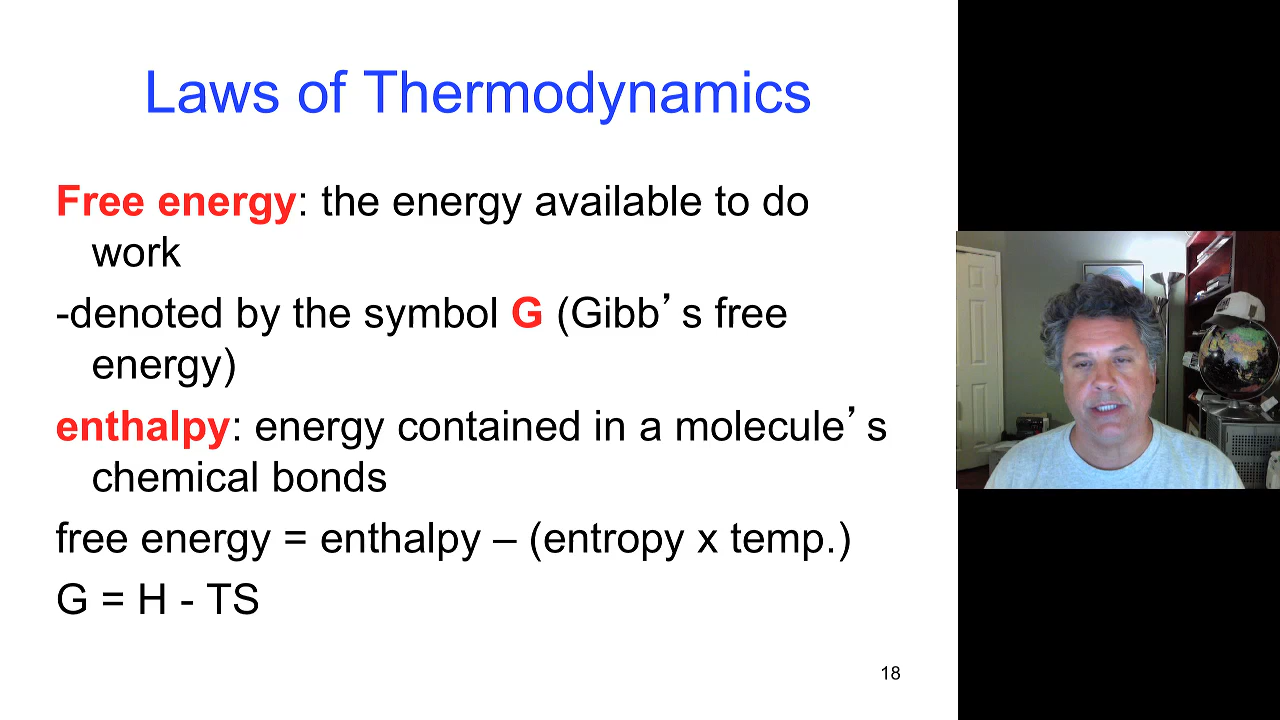 Laws of Thermodynamics
Free energy: the energy available to do
work
-denoted by the symbol G (Gibb’s free
energy)
enthalpy: energy contained in a molecule’s
chemical bonds
free energy = enthalpy – (entropy x temp.)
G = H - TS
18